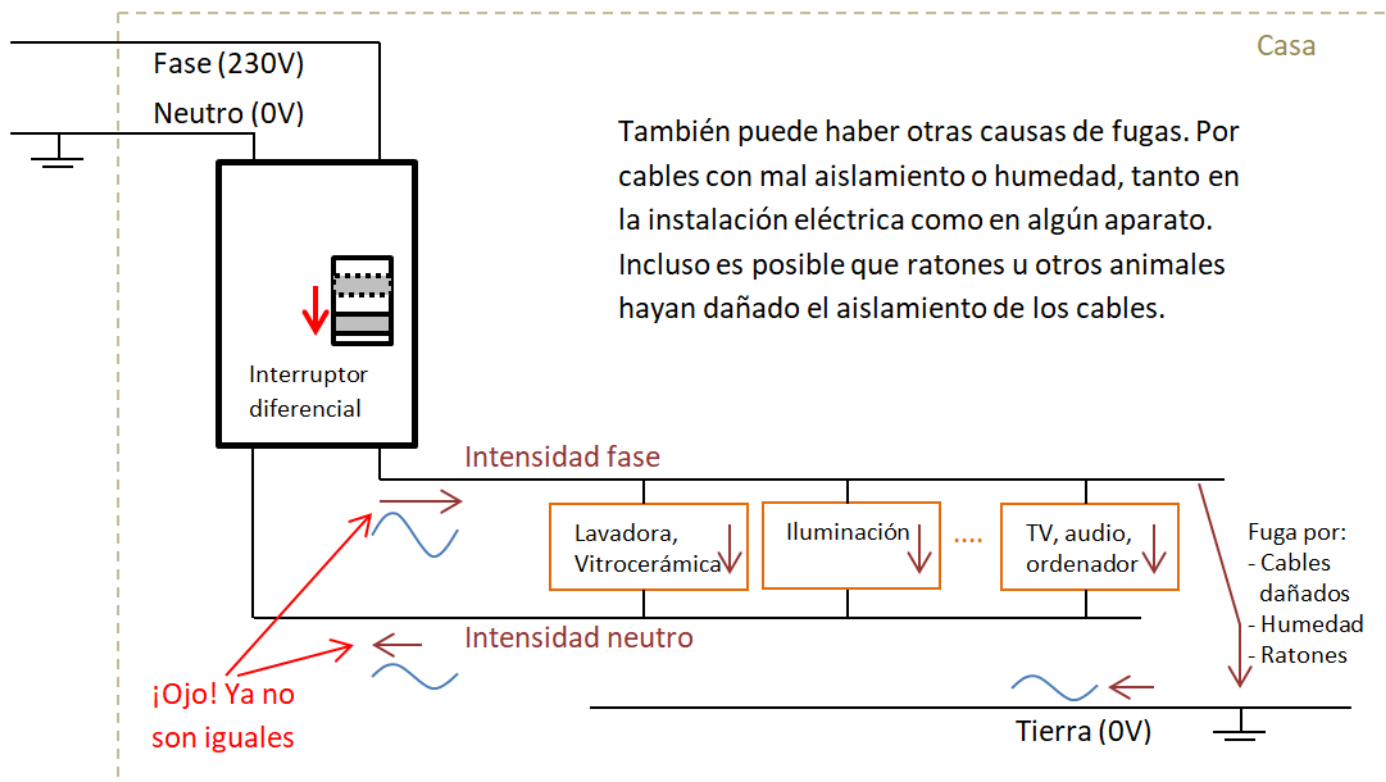 Casa
Fase (230V)
Neutro (0V)
También puede haber otras causas de fugas. Por
cables con mal aislamiento o humedad, tanto en
la instalación eléctrica como en algún aparato.
Incluso es posible que ratones u otros animales
hayan dañado el aislamiento de los cables.
Interruptor
diferencial
Intensidad fase
Lavadora,
Vitrocerámica
Iluminación
....
TV, audio,
ordenador
Fuga por:
- Cables
dañados
- Humedad
- Ratones
Intensidad neutro
¡Ojo! Ya no
son iguales
Tierra (0V)